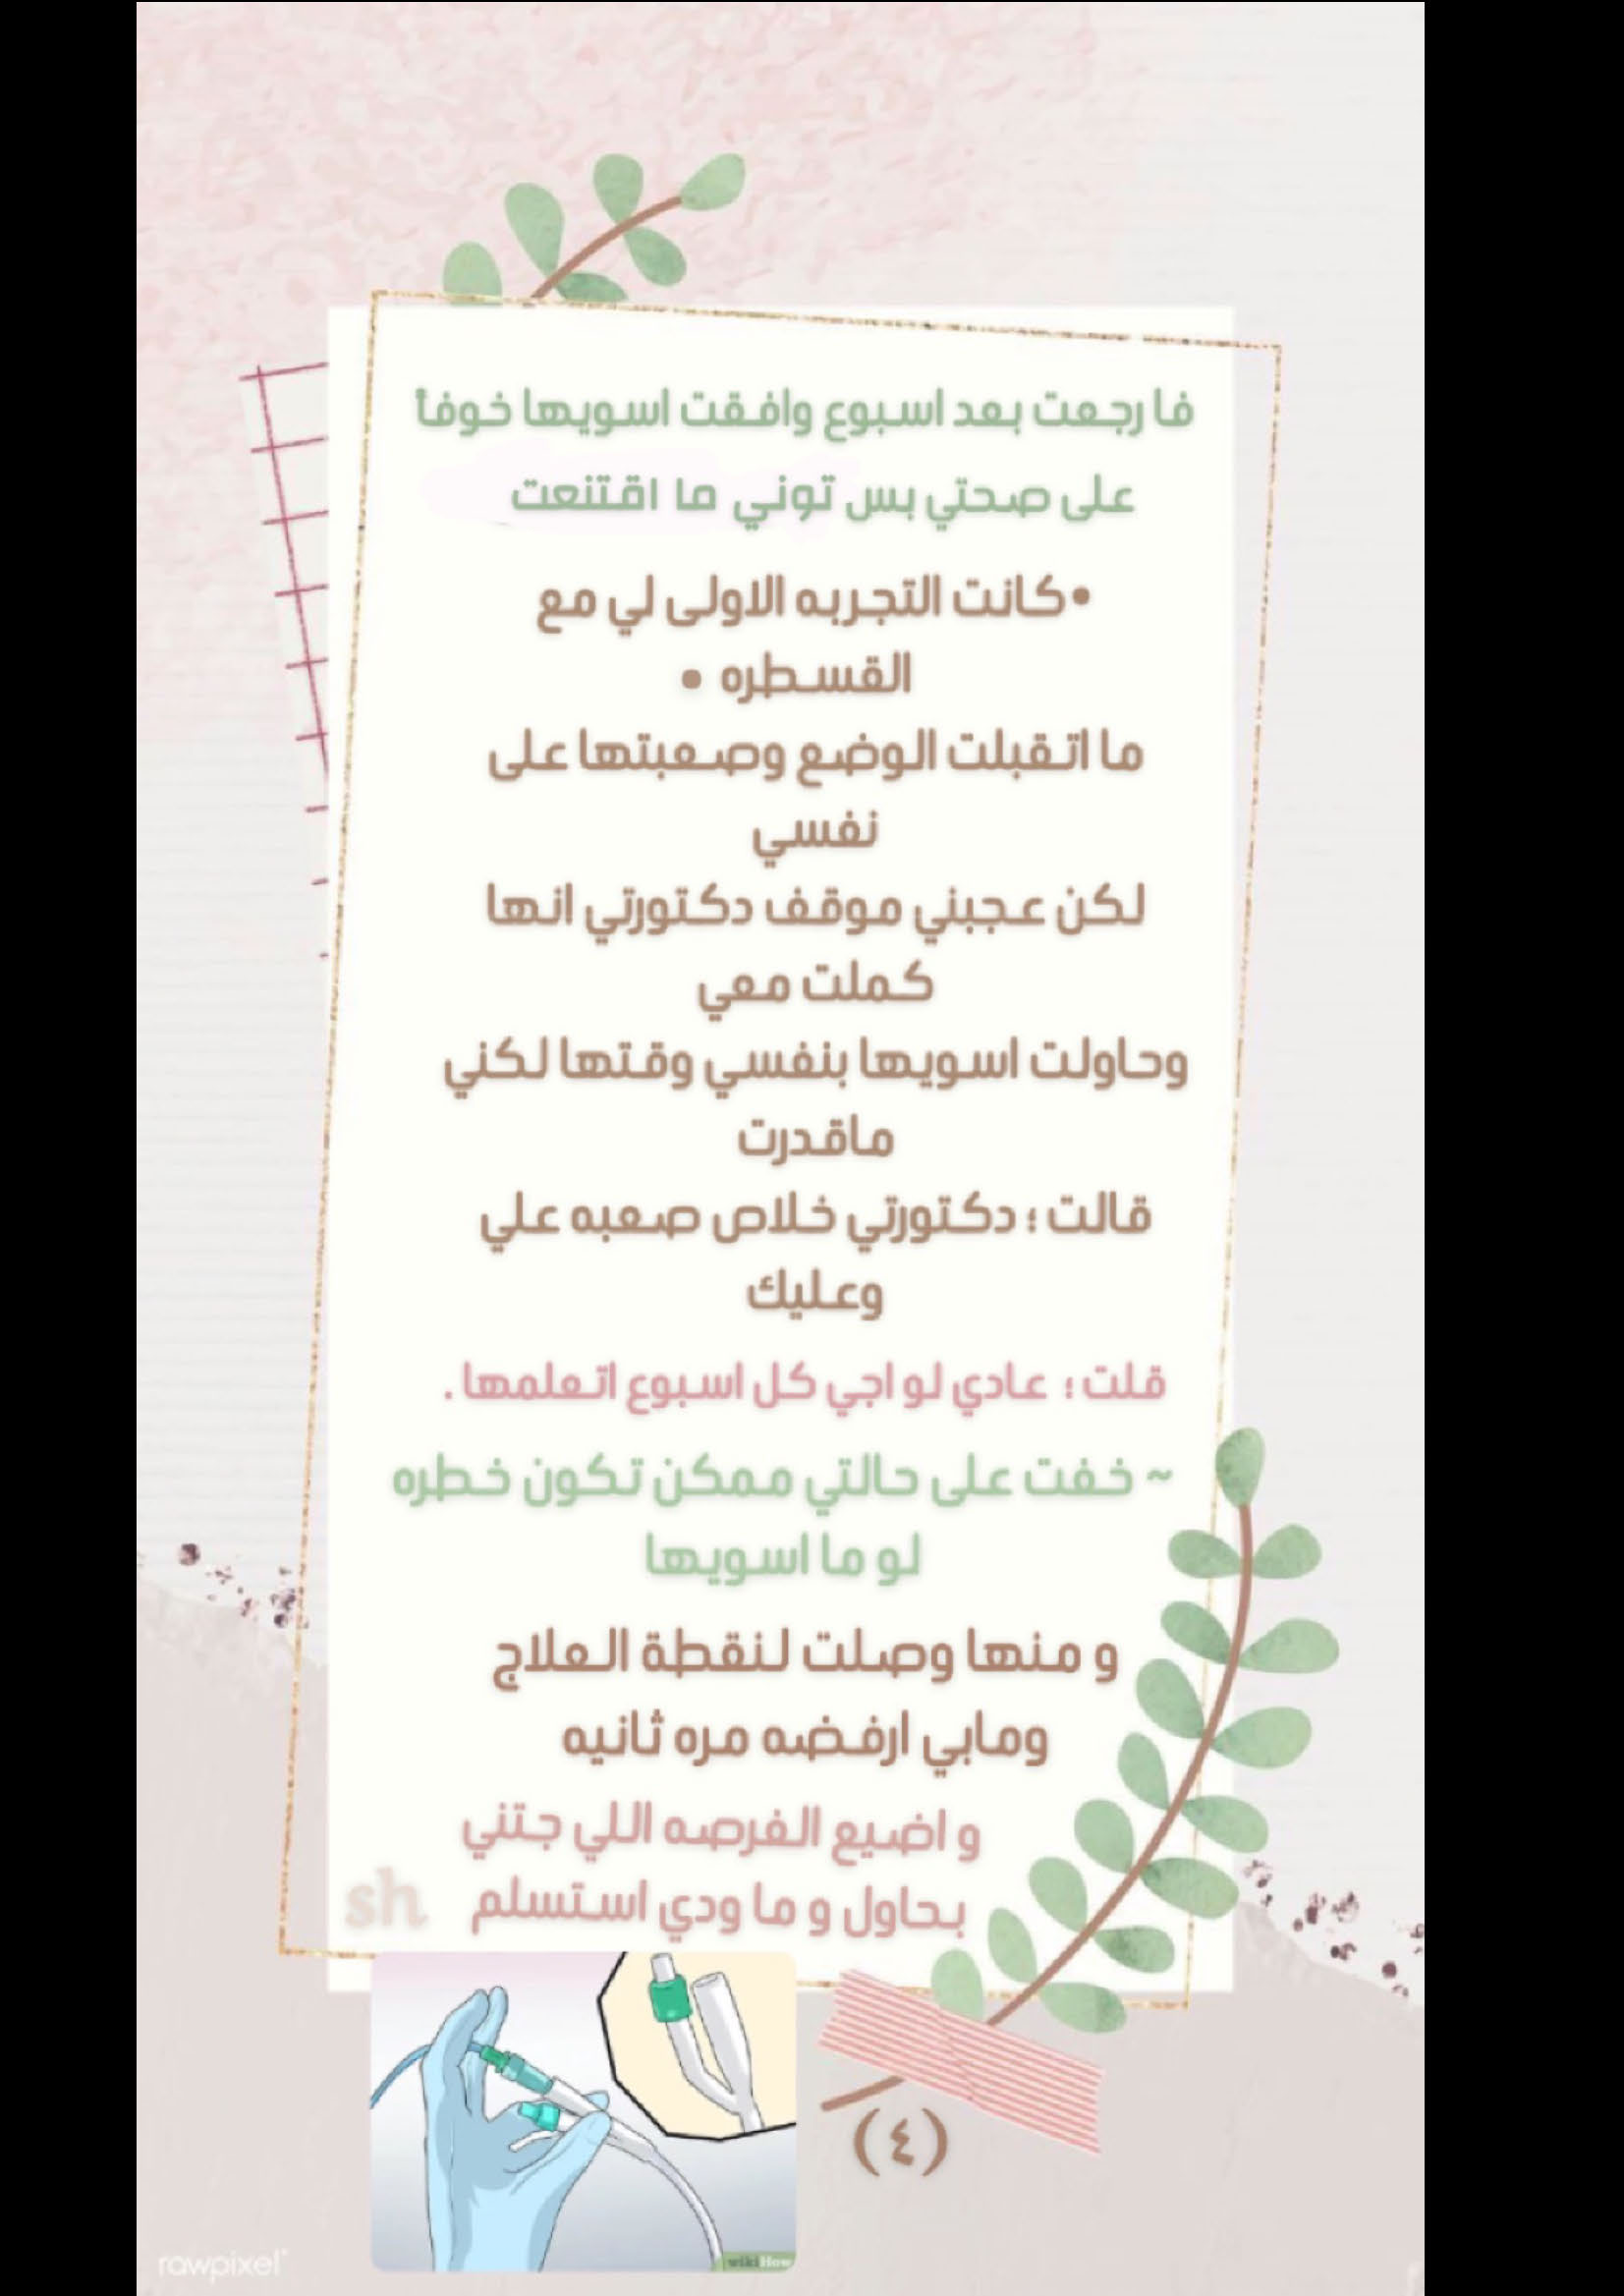 فا رجعت بعد اسبوع وافقت اسويها خوفاً
على صحتي بس توني ما اقتنعت
•كانت التجربه الاولى لي مع
القسطره •
ما اتقبلت الوضع وصعبتها على
نفسي
لكن عجبني موقف دكتورتي انها
كملت معي
وحاولت اسويها بنفسي وقتها لكني
ماقدرت
قالت ؛ دكتورتي خلاص صعبه علي
وعليك
قلت ؛ عادي لو اجي كل اسبوع اتعلمها .
~ خفت على حالتي ممكن تكون خطره
لو ما اسويها
و منها وصلت لنقطة العلاج
ومابي ارفضه مره ثانيه
و اضيع الفرصه اللي جتني
بحاول و ما ودي استسلم
sh
(٤)
wikiHow
rawpixel